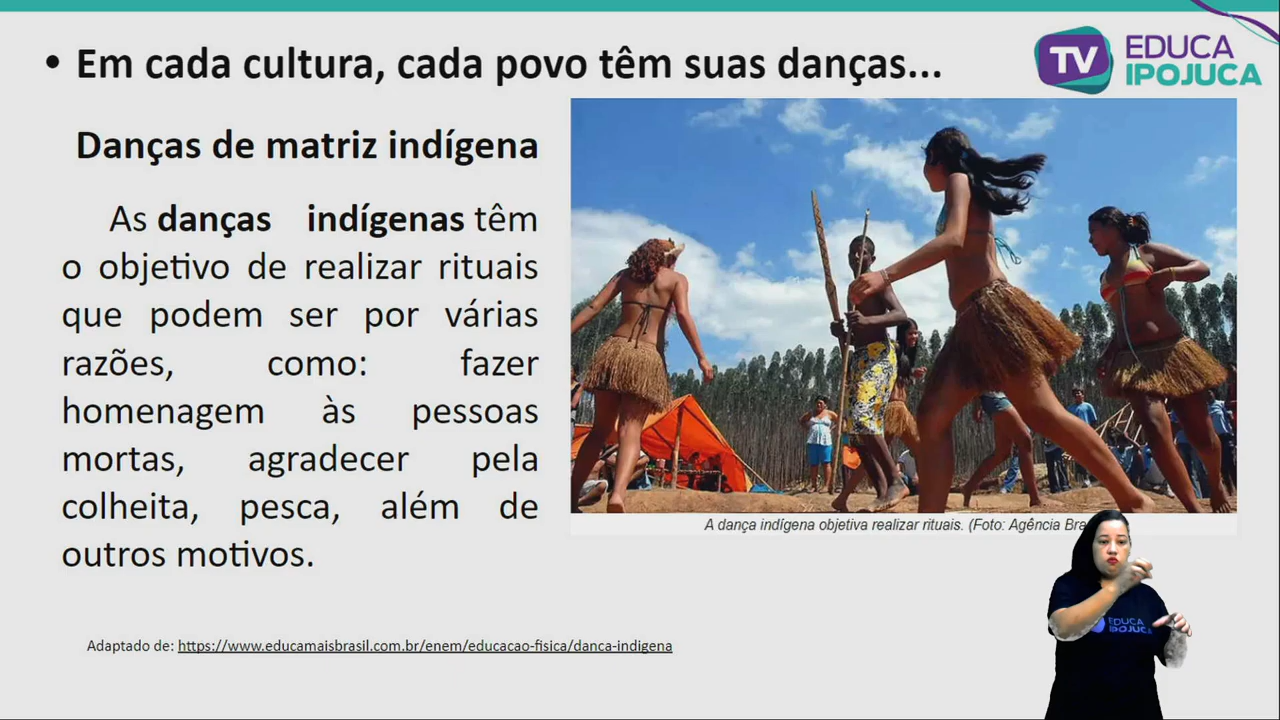 • Em cada cultura, cada povo têm suas danças...
TV EDUCA
IPOJUCA
Danças de matriz indígena
As danças indígenas têm
o objetivo de realizar rituais
que podem ser por várias
razões, como: fazer
homenagem às pessoas
mortas, agradecer pela
colheita, pesca, além de
outros motivos.
A dança indígena objetiva realizar rituais. (Foto: Agência
EDUCA
IPOJUCA
Adaptado de: https://www.educamaisbrasil.com.br/enem/educacao-fisica/danca-indigena